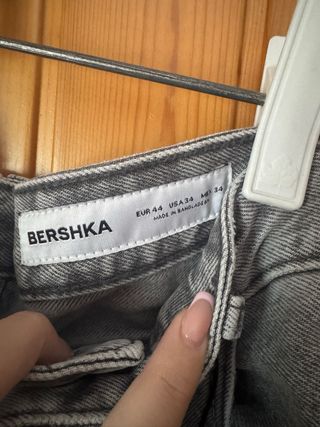 BERSHKA
EUR 44 USA 34 MEX 34
MADE IN BANGLADESH